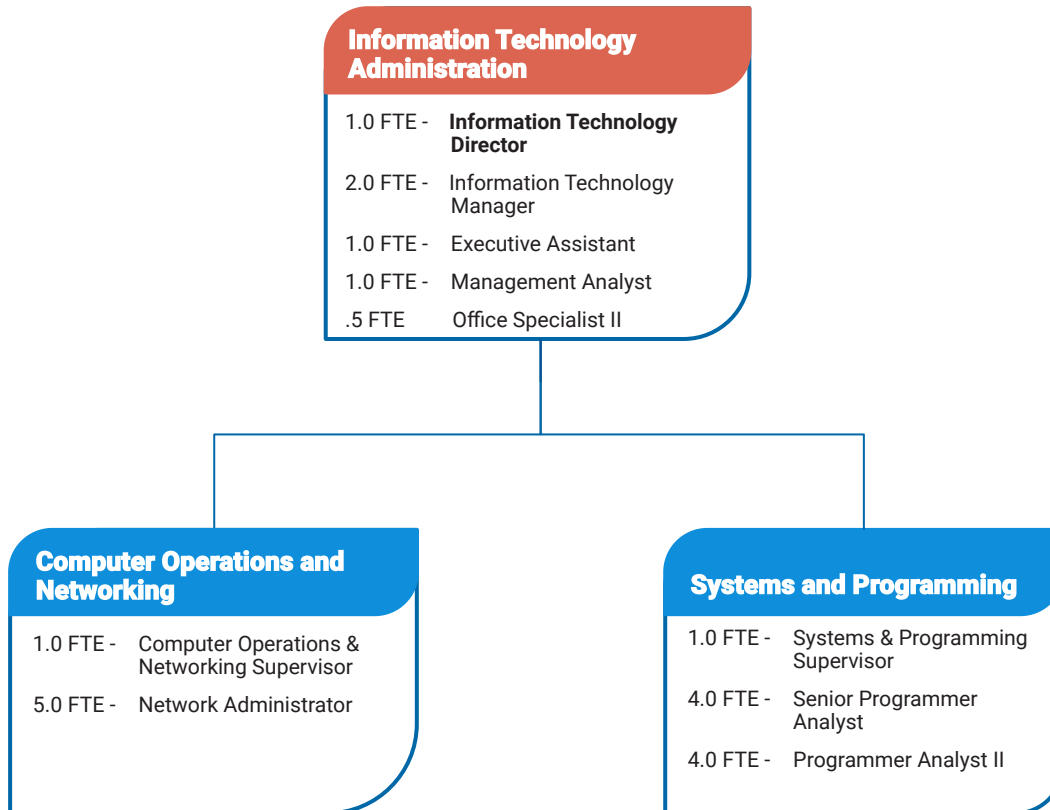 Information Technology
Administration
1.0 FTE - Information Technology
Director
2.0 FTE - Information Technology
Manager
1.0 FTE - Executive Assistant
1.0 FTE - Management Analyst
.5 FTE Office Specialist II
Computer Operations and
Networking
1.0 FTE - Computer Operations &
Networking Supervisor
5.0 FTE - Network Administrator
Systems and Programming
1.0 FTE - Systems & Programming
Supervisor
4.0 FTE - Senior Programmer
Analyst
4.0 FTE - Programmer Analyst II